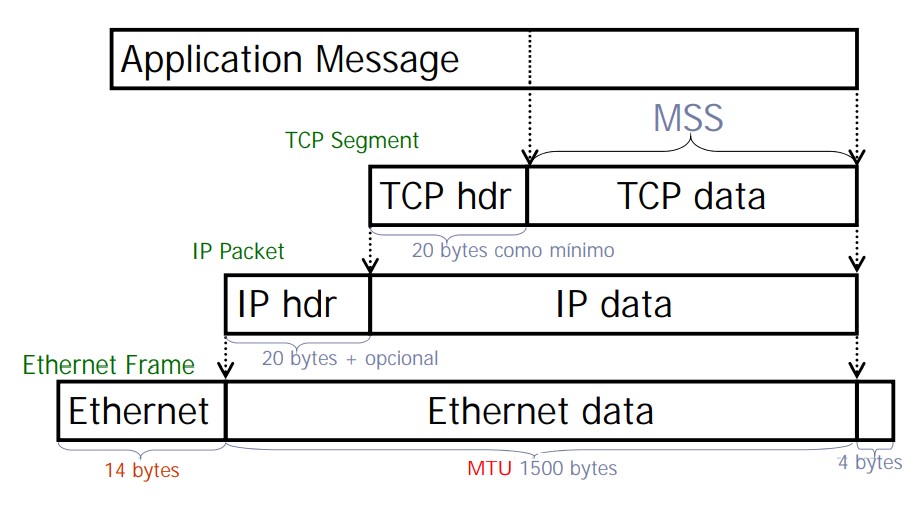 Application Message
MSS
TCP Segment
TCP hdr TCP data
20 bytes como mínimo
IP Packet
IP hdr IP data
20 bytes + opcional
Ethernet Frame
Ethernet Ethernet data
14 bytes MTU 1500 bytes 4 bytes